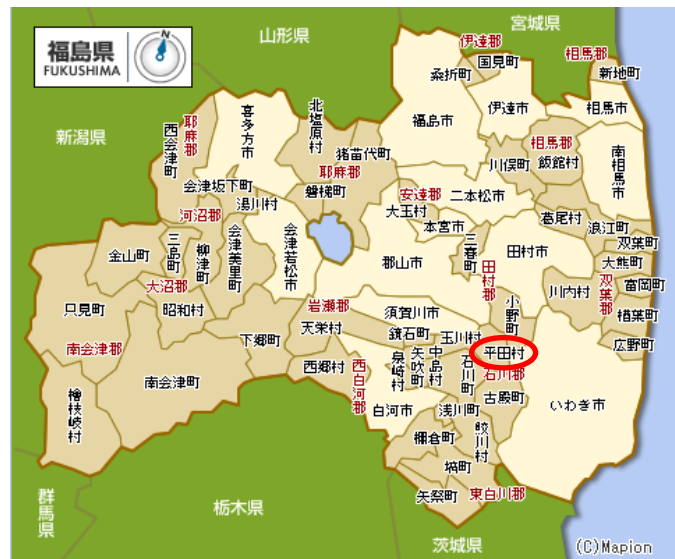 福島県
FUKUSHIMA
山形県
宮城県
新潟県
群馬県
栃木県
茨城県
伊達郡
国見町
桑折町
相馬郡
新地町
福島市
伊達市
相馬市
耶麻郡
西会津町
喜多方市
北塩原村
猪苗代町
耶麻郡
磐梯町
会津坂下町
湯川村
河沼郡
安達郡
大玉村
二本松市
本宮市
川俣町
相馬郡
飯館村
南相馬市
葛尾村
浪江町
双葉町
大熊町
富岡町
双葉郡
楢葉町
広野町
川内村
田村市
三春町
田村郡
小野町
郡山市
会津若松市
会津美里町
柳津町
三島町
金山町
大沼郡
昭和村
只見町
南会津郡
南会津町
檜枝岐村
下郷町
岩瀬郡
天栄村
須賀川市
鏡石町
玉川村
平田村
石川郡
石川町
古殿町
いわき市
西郷村
西白河郡
泉崎村
矢吹町
中島村
白河市
浅川町
鮫川村
棚倉町
塙町
矢祭町
東白川郡
(C)Mapion